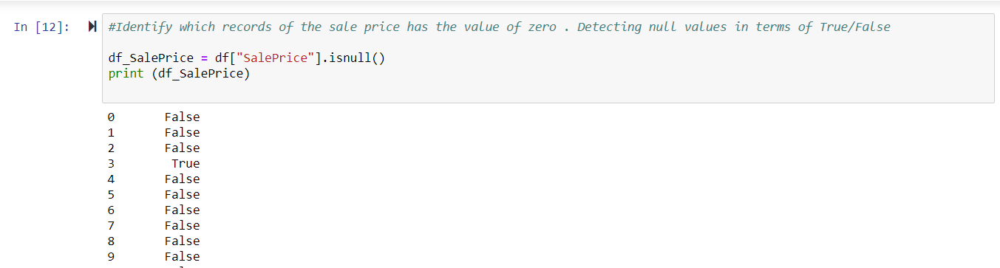 In [12]: #Identify which records of the sale price has the value of zero . Detecting null values in terms of True/False
df_SalePrice = df["SalePrice"].isnull()
print (df_SalePrice)
0 False
1 False
2 False
3 True
4 False
5 False
6 False
7 False
8 False
9 False